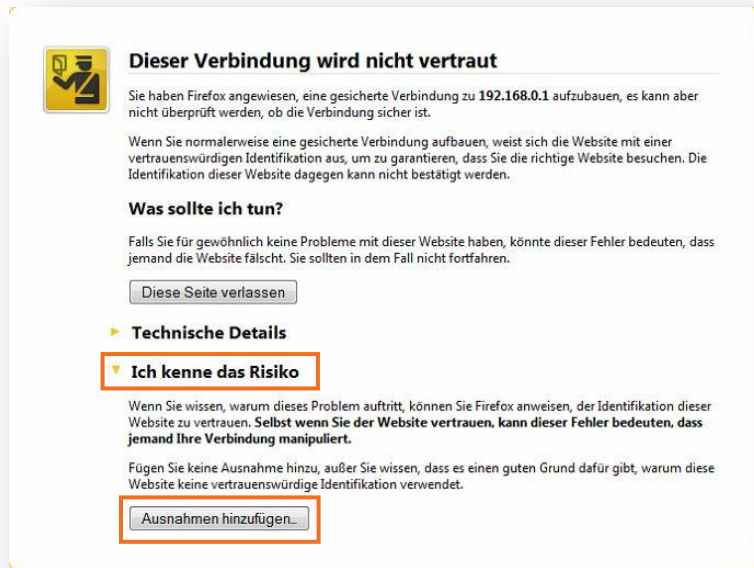 Dieser Verbindung wird nicht vertraut
Sie haben Firefox angewiesen, eine gesicherte Verbindung zu 192.168.0.1 aufzubauen, es kann aber
nicht überprüft werden, ob die Verbindung sicher ist.
Wenn Sie normalerweise eine gesicherte Verbindung aufbauen, weist sich die Website mit einer
vertrauenswürdigen Identifikation aus, um zu garantieren, dass Sie die richtige Website besuchen. Die
Identifikation dieser Website dagegen kann nicht bestätigt werden.
Was sollte ich tun?
Falls Sie für gewöhnlich keine Probleme mit dieser Website haben, könnte dieser Fehler bedeuten, dass
jemand die Website fälscht. Sie sollten in dem Fall nicht fortfahren.
Diese Seite verlassen
Technische Details
Ich kenne das Risiko
Wenn Sie wissen, warum dieses Problem auftritt, können Sie Firefox anweisen, der Identifikation dieser
Website zu vertrauen. Selbst wenn Sie der Website vertrauen, kann dieser Fehler bedeuten, dass
jemand Ihre Verbindung manipuliert.
Fügen Sie keine Ausnahme hinzu, außer Sie wissen, dass es einen guten Grund dafür gibt, warum diese
Website keine vertrauenswürdige Identifikation verwendet.
Ausnahmen hinzufügen...